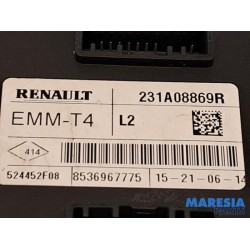 RENAULT 231A08869R
EMM-T4 L2
414
524452F08 8536967775 15-21-06-14
MARESIA